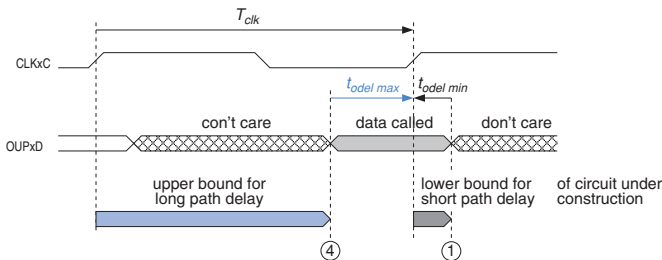 T_clk
CLKxC
t_odel max t_odel min
con't care data called don't care
OUPxD
upper bound for lower bound for of circuit under
long path delay short path delay construction
4 1